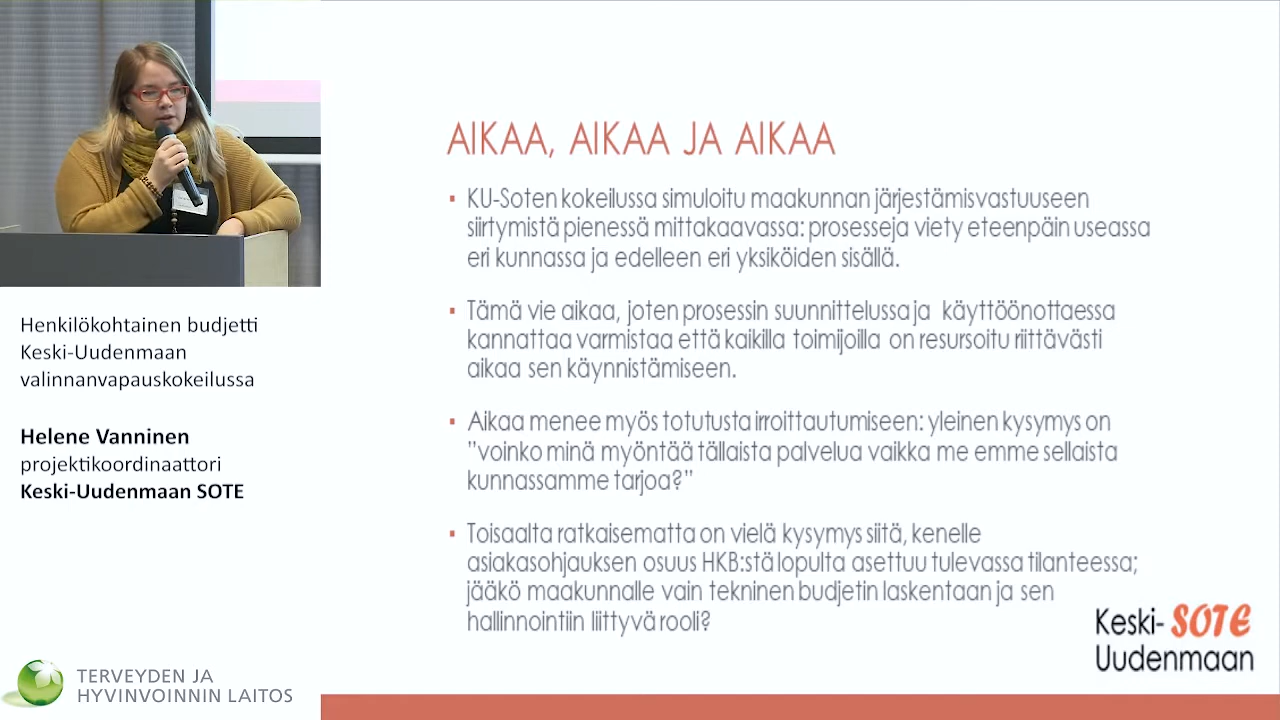 Henkilökohtainen budjetti
Keski-Uudenmaan
valinnanvapauskokeilussa
Helene Vanninen
projektikoordinaattori
Keski-Uudenmaan SOTE
TERVEYDEN JA
HYVINVOINNIN LAITOS
AIKAA, AIKAA JA AIKAA
▪ KU-Soten kokeilussa simuloitu maakunnan järjestämisvastuuseen
siirtymistä pienessä mittakaavassa: prosesseja viety eteenpäin useassa
eri kunnassa ja edelleen eri yksiköiden sisällä.
▪ Tämä vie aikaa, joten prosessin suunnittelussa ja käyttöönottaessa
kannattaa varmistaa että kaikilla toimijoilla on resursoitu riittävästi
aikaa sen käynnistämiseen.
▪ Aikaa menee myös totutusta irroittautumiseen: yleinen kysymys on
"voinko minä myöntää tällaista palvelua vaikka me emme sellaista
kunnassamme tarjoa?"
▪ Toisaalta ratkaisematta on vielä kysymys siitä, kenelle
asiakasohjauksen osuus HKB:stä lopulta asettuu tulevassa tilanteessa;
jääkö maakunnalle vain tekninen budjetin laskentaan ja sen
hallinnointiin liittyvä rooli?
Keski- SOTE
Uudenmaan